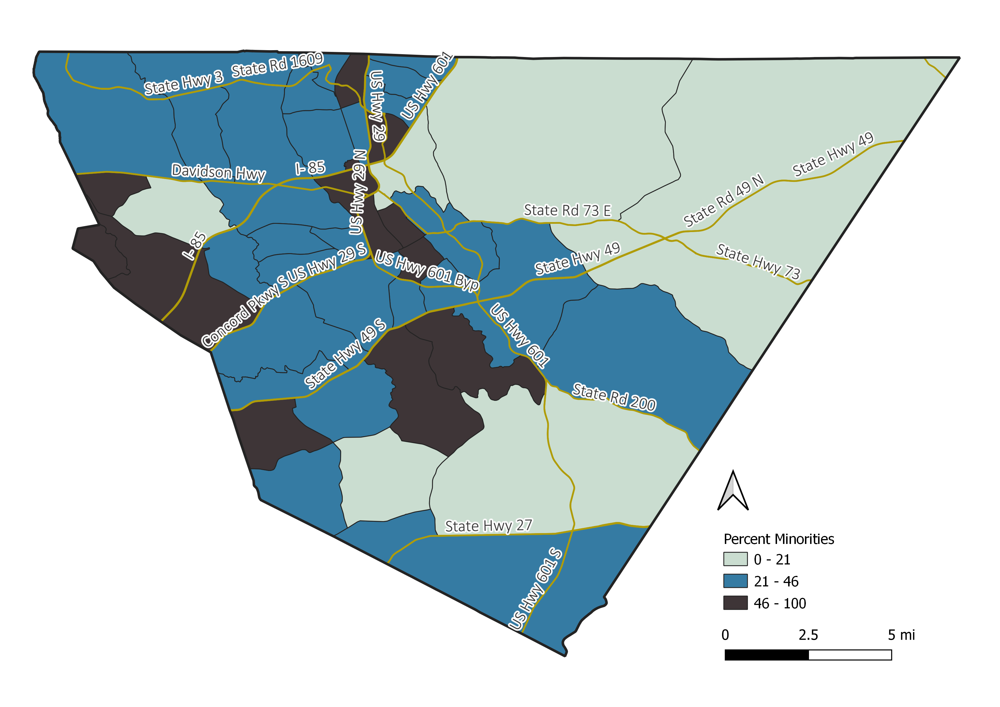 State Rd 1609
State Hwy 3
US Hwy 601
US Hwy 29
State Hwy 49
I- 85
Davidson Hwy
US Hwy 29 N
State Rd 49 N
State Rd 73 E
I- 85
State Hwy 49
State Hwy 73
US Hwy 601 Byp
Concord Pkwy S US Hwy 29 S
US Hwy 601
State Hwy 49 S
State Rd 200
State Hwy 27
US Hwy 601 S
Percent Minorities
0 - 21
21 - 46
46 - 100
0 2.5 5 mi